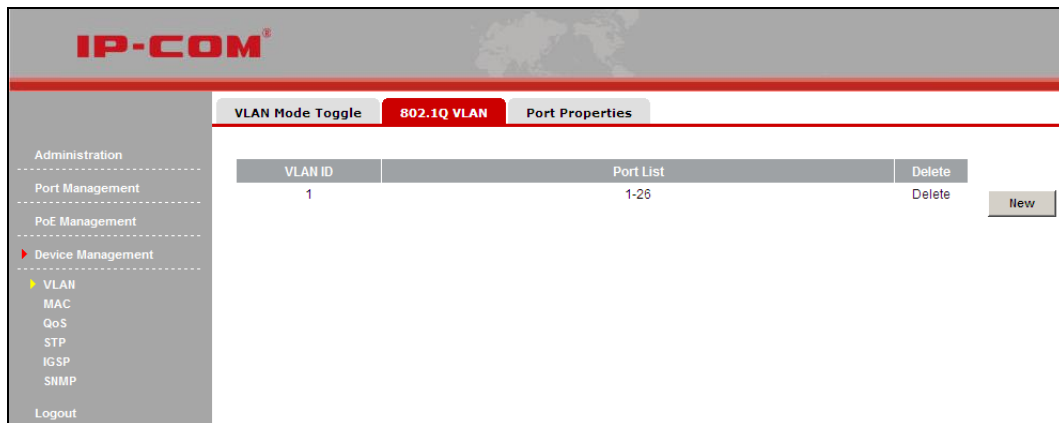 IP-COM®
VLAN Mode Toggle 802.1Q VLAN Port Properties
Administration
Port Management
PoE Management
Device Management
VLAN
MAC
QoS
STP
IGSP
SNMP
Logout
VLAN ID Port List Delete
1 1-26 Delete
New